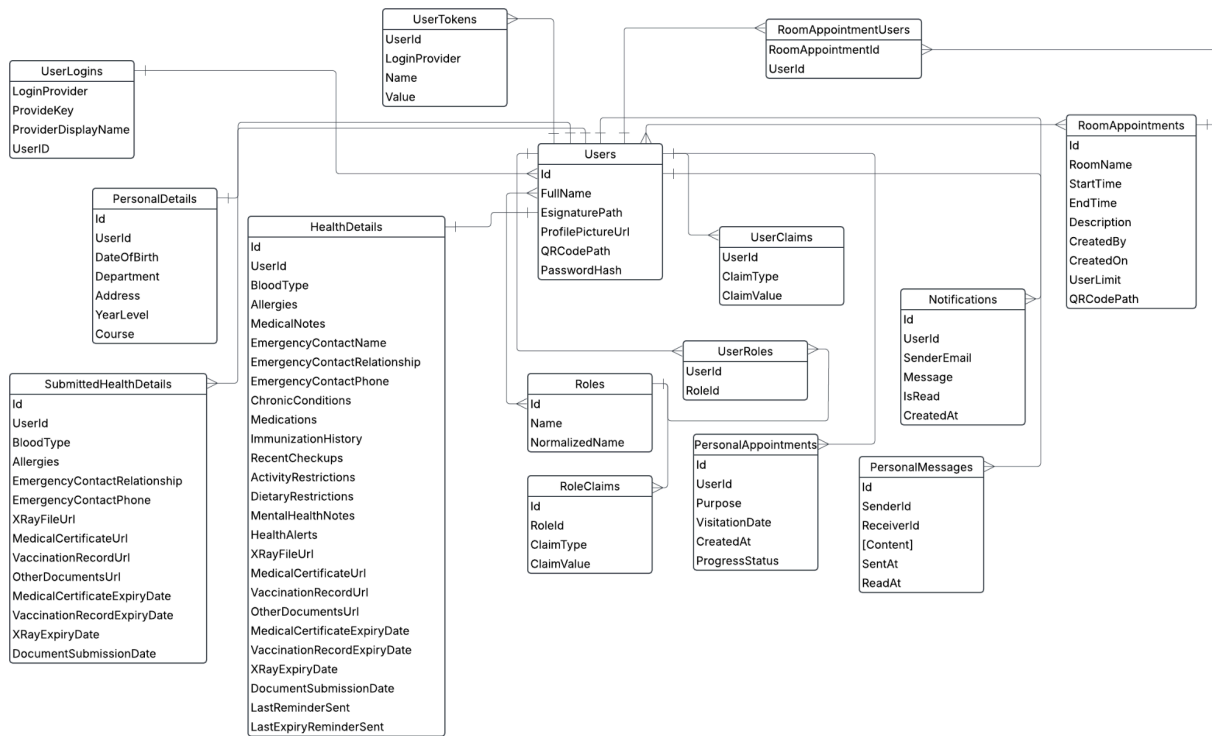 UserTokens
UserId
LoginProvider
Name
Value
RoomAppointmentUsers
RoomAppointmentId
UserId
UserLogins
LoginProvider
ProvideKey
ProviderDisplayName
UserID
RoomAppointments
Id
RoomName
StartTime
EndTime
Description
CreatedBy
CreatedOn
UserLimit
QRCodePath
Users
Id
FullName
EsignaturePath
ProfilePictureUrl
QRCodePath
PasswordHash
PersonalDetails
Id
UserId
DateOfBirth
Department
Address
YearLevel
Course
HealthDetails
Id
UserId
BloodType
Allergies
MedicalNotes
EmergencyContactName
EmergencyContactRelationship
EmergencyContactPhone
ChronicConditions
Medications
ImmunizationHistory
RecentCheckups
ActivityRestrictions
DietaryRestrictions
MentalHealthNotes
HealthAlerts
XRayFileUrl
MedicalCertificateUrl
VaccinationRecordUrl
OtherDocumentsUrl
MedicalCertificateExpiryDate
VaccinationRecordExpiryDate
XRayExpiryDate
DocumentSubmissionDate
LastReminderSent
LastExpiryReminderSent
UserClaims
UserId
ClaimType
ClaimValue
Notifications
Id
UserId
SenderEmail
Message
IsRead
CreatedAt
UserRoles
UserId
RoleId
SubmittedHealthDetails
Id
UserId
BloodType
Allergies
EmergencyContactRelationship
EmergencyContactPhone
XRayFileUrl
MedicalCertificateUrl
VaccinationRecordUrl
OtherDocumentsUrl
MedicalCertificateExpiryDate
VaccinationRecordExpiryDate
XRayExpiryDate
DocumentSubmissionDate
Roles
Id
Name
NormalizedName
PersonalAppointments
Id
UserId
Purpose
VisitationDate
CreatedAt
ProgressStatus
PersonalMessages
Id
SenderId
ReceiverId
[Content]
SentAt
ReadAt
RoleClaims
Id
RoleId
ClaimType
ClaimValue